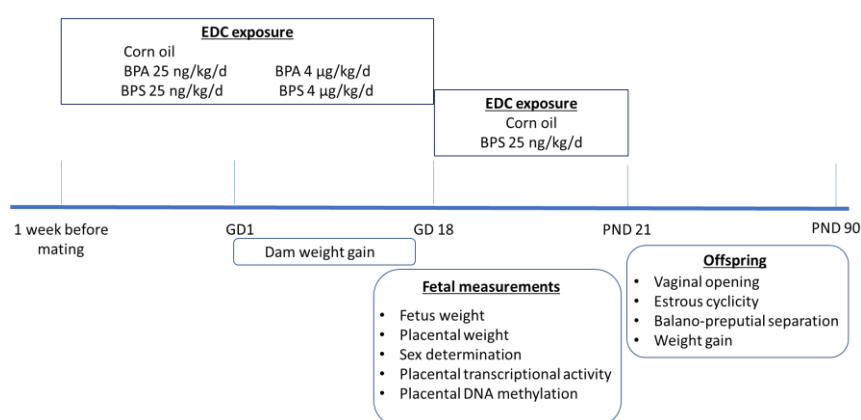 EDC exposure
Corn oil
BPA 25 ng/kg/d BPA 4 µg/kg/d
BPS 25 ng/kg/d BPS 4 µg/kg/d
EDC exposure
Corn oil
BPS 25 ng/kg/d
1 week before
mating
GD1
GD 18
PND 21
PND 90
Dam weight gain
Fetal measurements
• Fetus weight
• Placental weight
• Sex determination
• Placental transcriptional activity
• Placental DNA methylation
Offspring
• Vaginal opening
• Estrous cyclicity
• Balano-preputial separation
• Weight gain